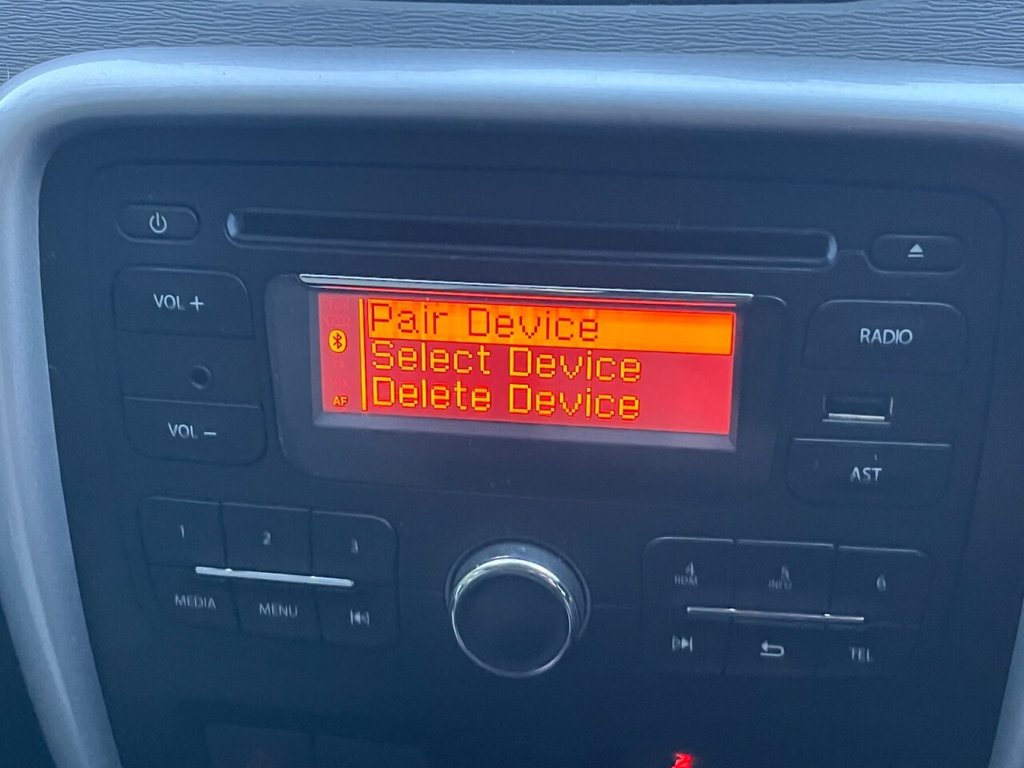 VOL +
Pair Device
Select Device
Delete Device
AF
VOL −
RADIO
AST
1
2
3
MEDIA
MENU
4
RDM
5
INFO
6
TEL